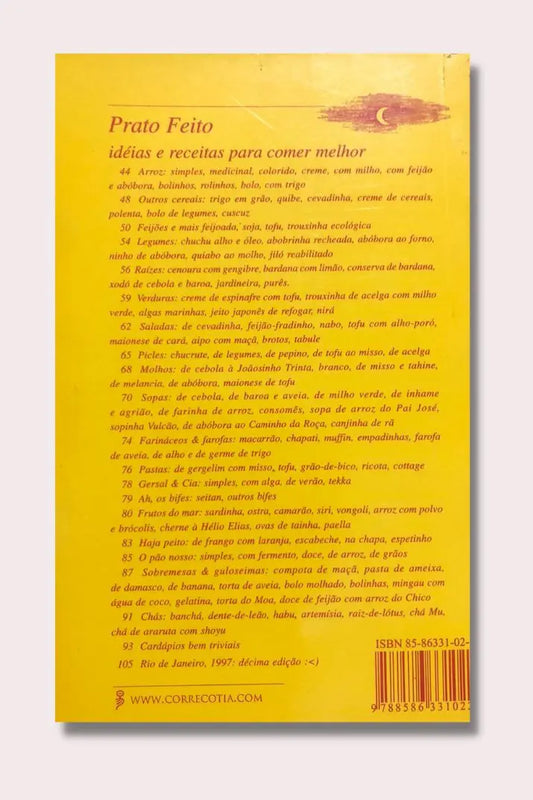 Prato Feito
idéias e receitas para comer melhor
44 Arroz: simples, medicinal, colorido, creme, com milho, com feijão
e abóbora, bolinhos, rolinhos, bolo, com trigo
48 Outros cereais: trigo em grão, quibe, cevadinha, creme de cereais,
polenta, bolo de legumes, cuscuz
50 Feijões e mais feijoada, soja, tofu, trouxinha ecológica
54 Legumes: chuchu alho e óleo, abobrinha recheada, abóbora ao forno,
ninho de abóbora, quiabo ao molho, jiló reabilitado
56 Raízes: cenoura com gengibre, bardana com limão, conserva de bardana,
xodó de cebola e baroa, jardineira, purês.
59 Verduras: creme de espinafre com tofu, trouxinha de acelga com milho
verde, algas marinhas, jeito japonês de refogar, nirá
62 Saladas: de cevadinha, feijão-fradinho, nabo, tofu com alho-poró,
maionese de cará, aipo com maçã, brotos, tabule
65 Picles: chucrute, de legumes, de pepino, de tofu ao misso, de acelga
68 Molhos: de cebola à Joãosinho Trinta, branco, de misso e tahine,
de melancia, de abóbora, maionese de tofu
70 Sopas: de cebola, de baroa e aveia, de milho verde, de inhame
e agrião, de farinha de arroz, consomês, sopa de arroz do Pai José,
sopinha Vulcão, de abóbora ao Caminho da Roça, canjinha de rã
74 Farináceos & farofas: macarrão, chapati, muffin, empadinhas, farofa
de aveia, de alho e de germe de trigo
76 Pastas: de gergelim com misso, tofu, grão-de-bico, ricota, cottage
78 Gersal & Cia: simples, com alga, de verão, tekka
79 Ah, os bifes: seitan, outros bifes
80 Frutos do mar: sardinha, ostra, camarão, siri, vongoli, arroz com polvo
e brócolis, cherne à Hélio Elias, ovas de tainha, paella
83 Haja peito: de frango com laranja, escabeche, na chapa, espetinho
85 O pão nosso: simples, com fermento, doce, de arroz, de grãos
87 Sobremesas & guloseimas: compota de maçã, pasta de ameixa,
de damasco, de banana, torta de aveia, bolo molhado, bolinhas, mingau com
água de coco, gelatina, torta do Moa, doce de feijão com arroz do Chico
91 Chás: banchá, dente-de-leão, habu, artemísia, raiz-de-lótus, chá Mu,
chá de araruta com shoyu
93 Cardápios bem triviais
105 Rio de Janeiro, 1997: décima edição :<)
ISBN 85-86331-02-
WWW.CORRECOTIA.COM
9 788586 331022